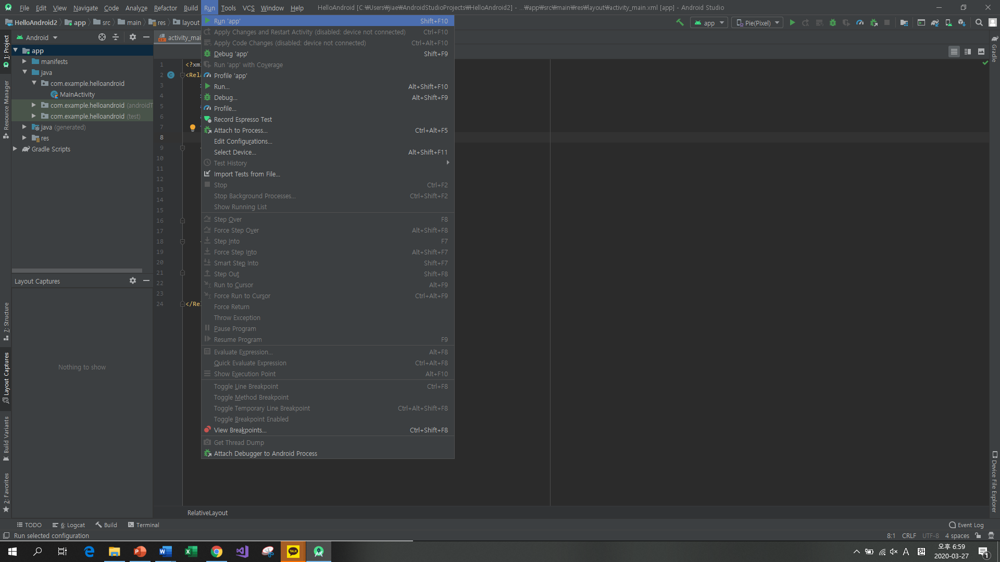 File Edit View Navigate Code Analyze Refactor Build Run Tools VCS Window Help HelloAndroid [C:₩Users₩jiae₩AndroidStudioProjects₩HelloAndroid2] - ...₩app₩src₩main₩res₩layout₩activity_main.xml [app] - Android Studio
HelloAndroid2 app src main res layout
app Pie(Pixel)
Android
activity_mai
1: Project
Resource Manager
7: Structure
Layout Captures
Build Variants
2: Favorites
app
manifests
java
com.example.helloandroid
MainActivity
com.example.helloandroid (androidT
com.example.helloandroid (test)
java (generated)
res
Gradle Scripts
Layout Captures
Nothing to show
1 <?xml
2 <Rela
3
4
5
6
7
8
9
10
11
12
13
14
15
16
17
18
19
20
21
22
23
24 </Rel
Run 'app' Shift+F10
Apply Changes and Restart Activity (disabled: device not connected) Ctrl+F10
Apply Code Changes (disabled: device not connected) Ctrl+Alt+F10
Debug 'app' Shift+F9
Run 'app' with Coverage
Profile 'app'
Run... Alt+Shift+F10
Debug... Alt+Shift+F9
Profile...
Record Espresso Test
Attach to Process... Ctrl+Alt+F5
Edit Configurations...
Select Device... Alt+Shift+F11
Test History
Import Tests from File...
Stop Ctrl+F2
Stop Background Processes... Ctrl+Shift+F2
Show Running List
Step Over F8
Force Step Over Alt+Shift+F8
Step Into F7
Force Step Into Alt+Shift+F7
Smart Step Into Shift+F7
Step Out Shift+F8
Run to Cursor Alt+F9
Force Run to Cursor Ctrl+Alt+F9
Force Return
Throw Exception
Pause Program
Resume Program F9
Evaluate Expression... Alt+F8
Quick Evaluate Expression Ctrl+Alt+F8
Show Execution Point Alt+F10
Toggle Line Breakpoint Ctrl+F8
Toggle Method Breakpoint
Toggle Temporary Line Breakpoint Ctrl+Alt+Shift+F8
Toggle Breakpoint Enabled
View Breakpoints... Ctrl+Shift+F8
Get Thread Dump
Attach Debugger to Android Process
Gradle
Device File Explorer
RelativeLayout
TODO 6: Logcat Build Terminal Event Log
Run selected configuration 8:1 CRLF UTF-8 4 spaces
TALK
A 오후 6:59
2020-03-27
1